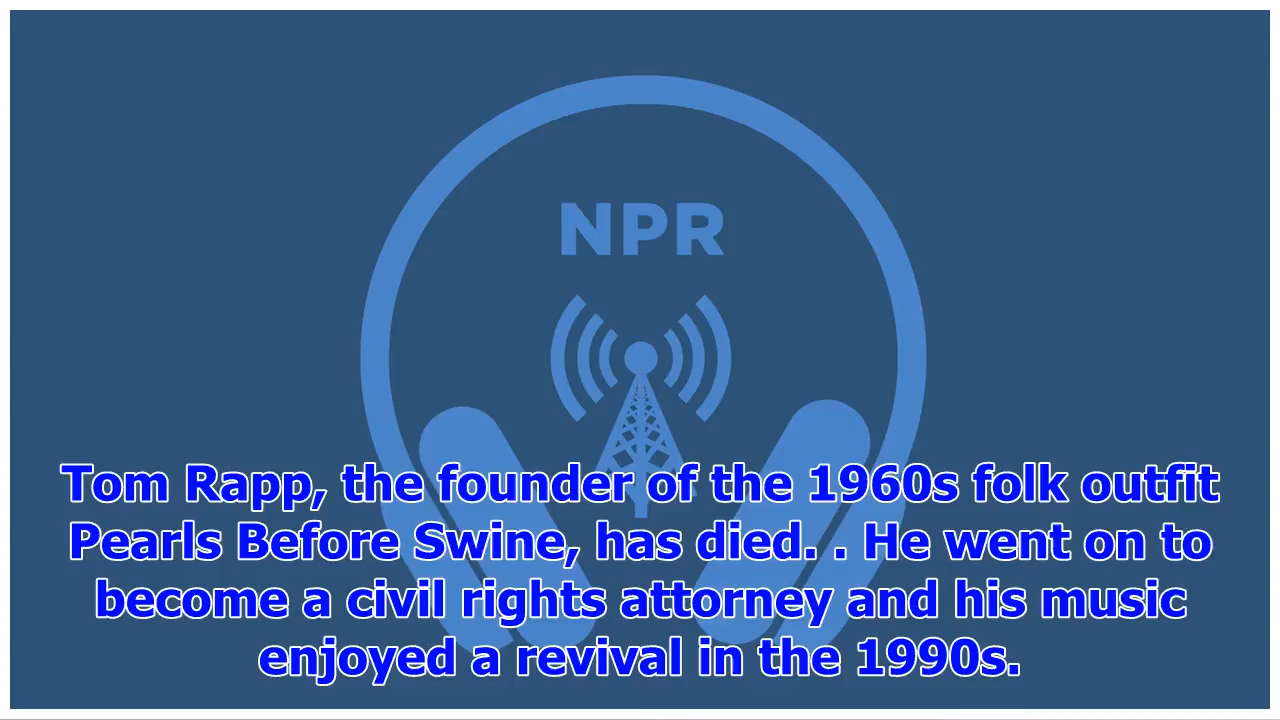 NPR
Tom Rapp, the founder of the 1960s folk outfit
Pearls Before Swine, has died. . He went on to
become a civil rights attorney and his music
enjoyed a revival in the 1990s.